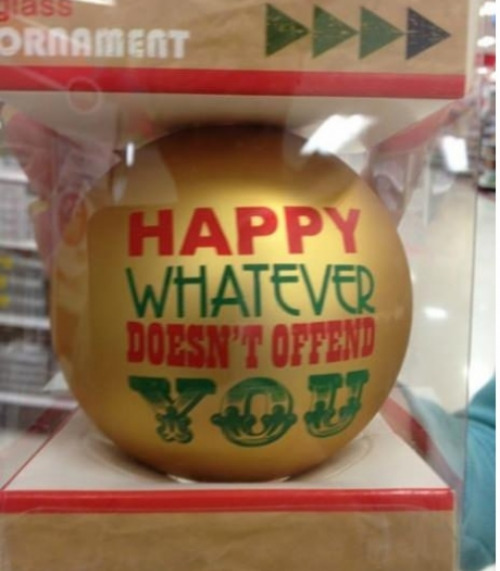 glass
ORNAMENT
HAPPY
WHATEVER
DOESN'T OFFEND
YOU